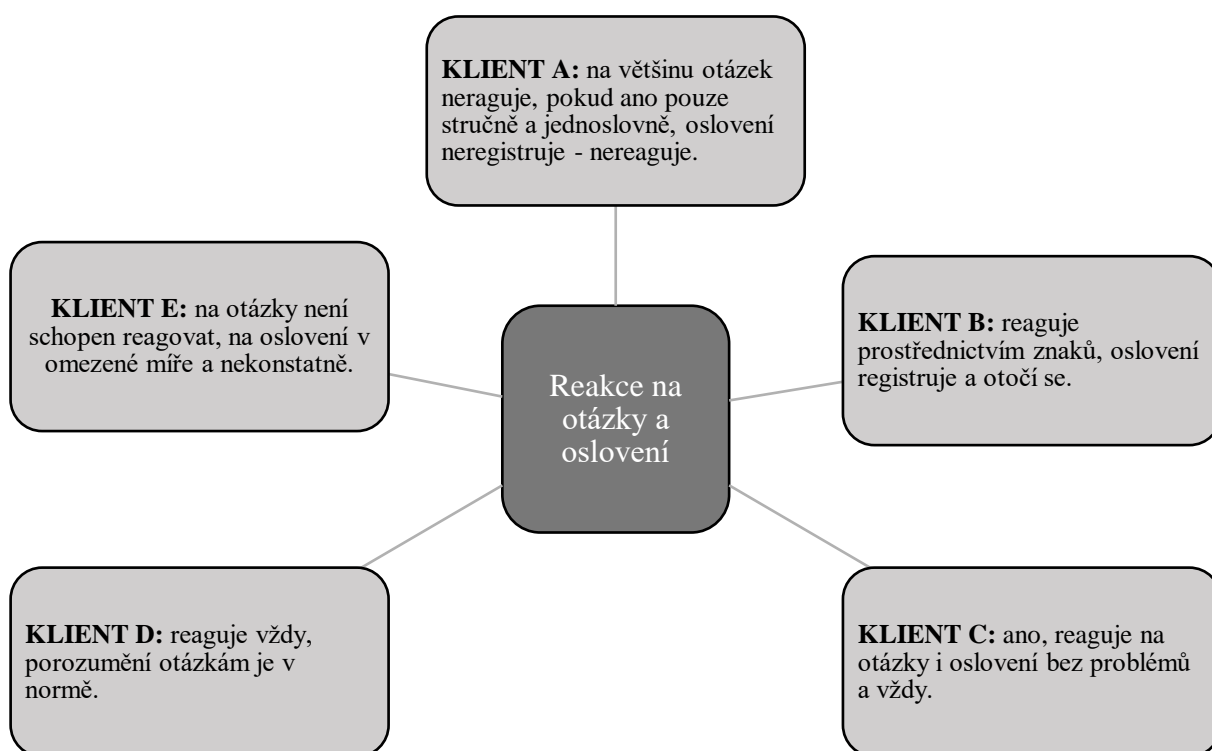 KLIENT A: na většinu otázek
neraguje, pokud ano pouze
stručně a jednoslovně, oslovení
neregistruje - nereaguje.
KLIENT E: na otázky není
schopen reagovat, na oslovení v
omezené míře a nekonstatně.
KLIENT B: reaguje
prostřednictvím znaků, oslovení
registruje a otočí se.
Reakce na
otázky a
oslovení
KLIENT D: reaguje vždy,
porozumění otázkám je v
normě.
KLIENT C: ano, reaguje na
otázky i oslovení bez problémů
a vždy.